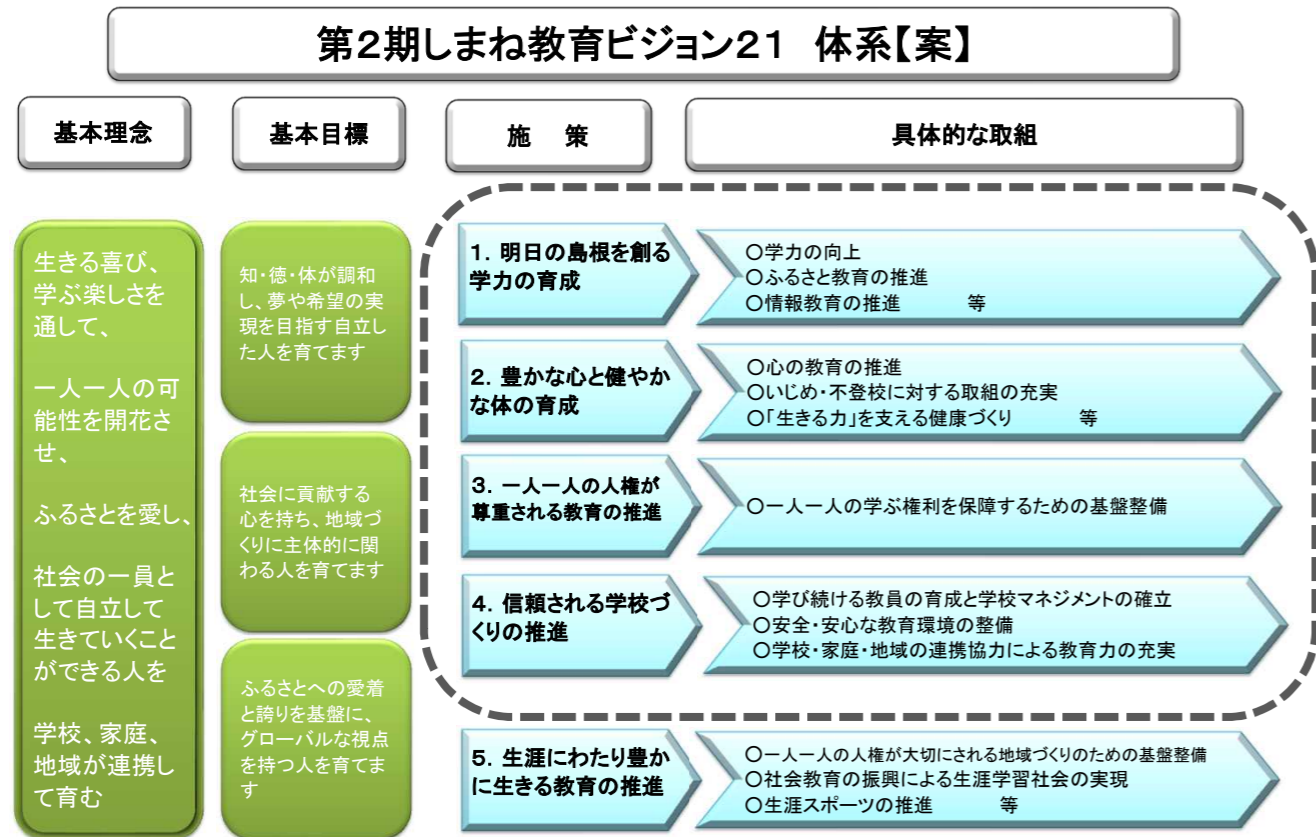 第2期しまね教育ビジョン21 体系【案】
基本理念
基本目標
施 策
具体的な取組
生きる喜び、
学ぶ楽しさを
通して、
一人一人の可
能性を開花さ
せ、
ふるさとを愛し、
社会の一員と
して自立して
生きていくこと
ができる人を
学校、家庭、
地域が連携し
て育む
知・徳・体が調和
し、夢や希望の実
現を目指す自立し
た人を育てます
社会に貢献する
心を持ち、地域づ
くりに主体的に関
わる人を育てます
ふるさとへの愛着
と誇りを基盤に、
グローバルな視点
を持つ人を育てま
す
1．明日の島根を創る
学力の育成
○学力の向上
○ふるさと教育の推進
○情報教育の推進 等
2．豊かな心と健やか
な体の育成
○心の教育の推進
○いじめ・不登校に対する取組の充実
○「生きる力」を支える健康づくり 等
3．一人一人の人権が
尊重される教育の推進
○一人一人の学ぶ権利を保障するための基盤整備
4．信頼される学校づ
くりの推進
○学び続ける教員の育成と学校マネジメントの確立
○安全・安心な教育環境の整備
○学校・家庭・地域の連携協力による教育力の充実
5．生涯にわたり豊か
に生きる教育の推進
○一人一人の人権が大切にされる地域づくりのための基盤整備
○社会教育の振興による生涯学習社会の実現
○生涯スポーツの推進 等